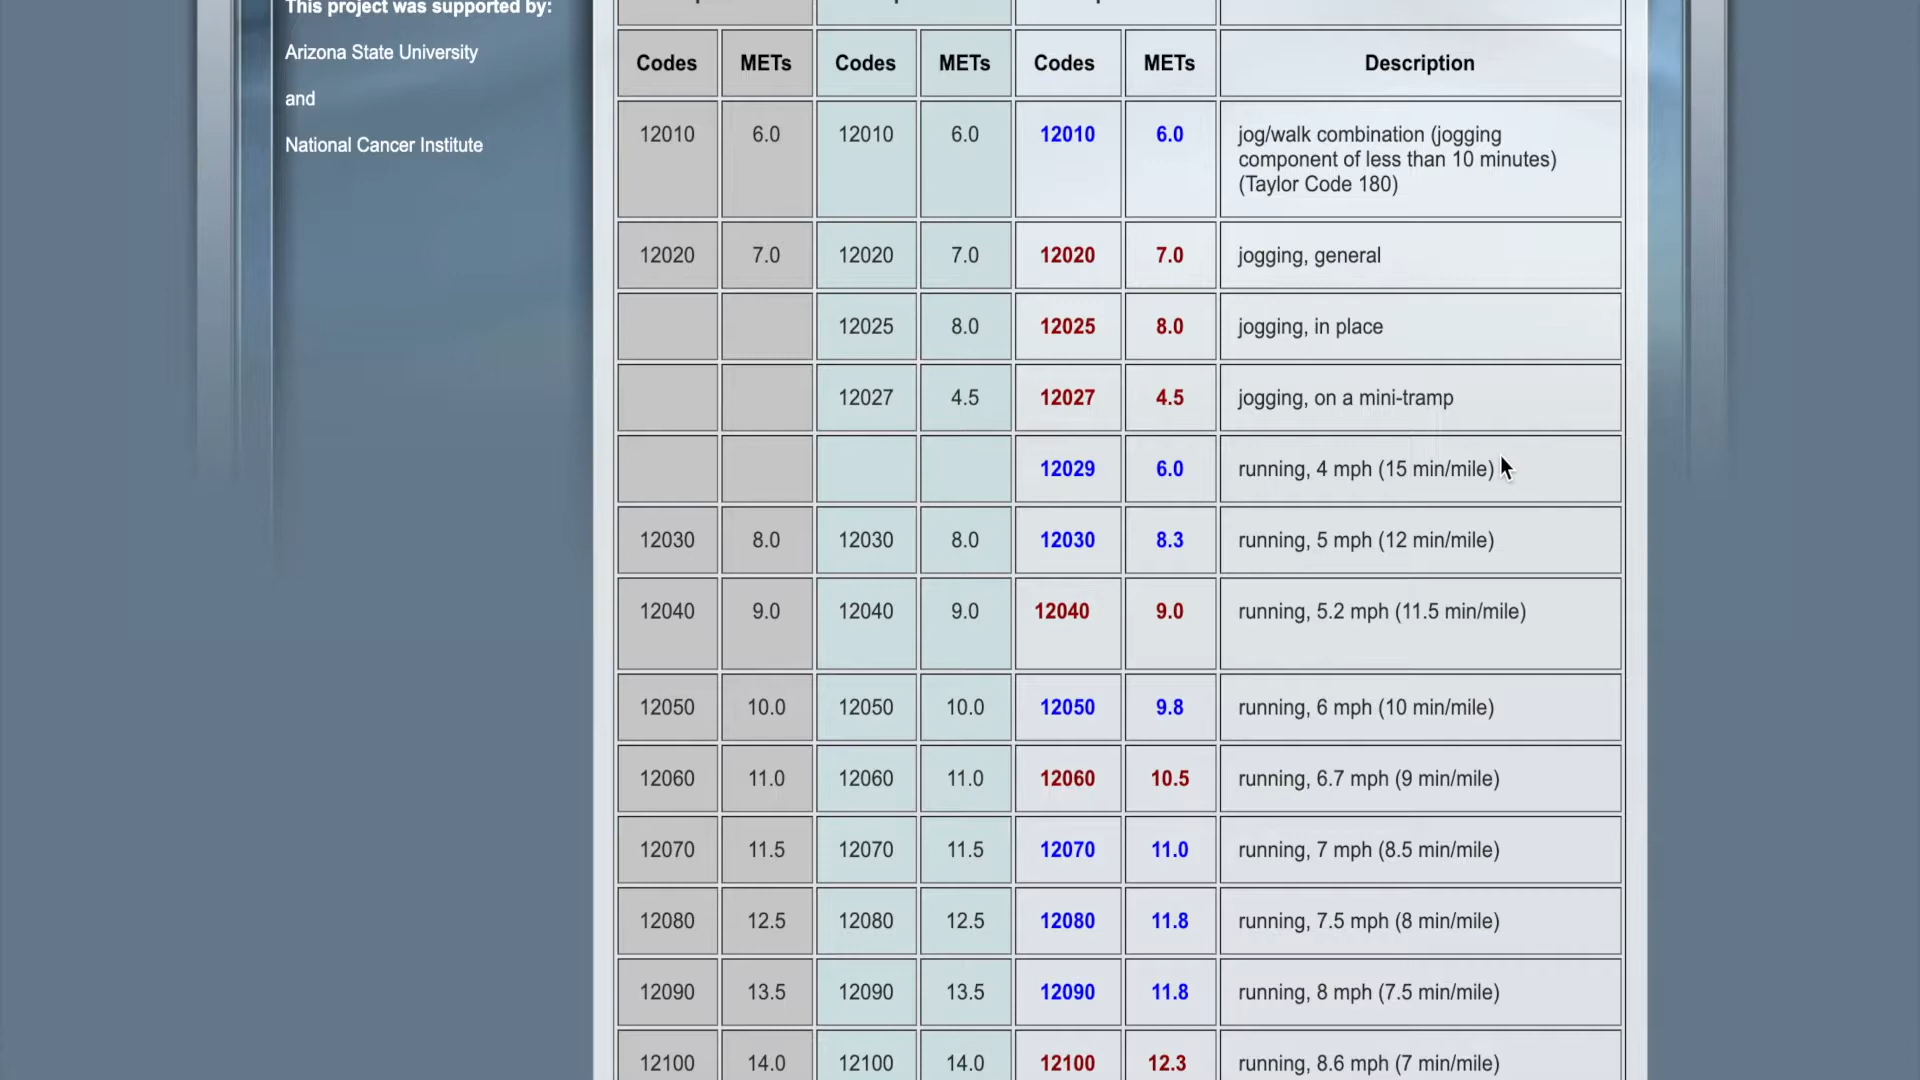 This project was supported by:
Arizona State University
and
National Cancer Institute
Codes METs Codes METs Codes METs Description
12010 6.0 12010 6.0 12010 6.0 jog/walk combination (jogging
component of less than 10 minutes)
(Taylor Code 180)
12020 7.0 12020 7.0 12020 7.0 jogging, general
12025 8.0 12025 8.0 jogging, in place
12027 4.5 12027 4.5 jogging, on a mini-tramp
12029 6.0 running, 4 mph (15 min/mile)
12030 8.0 12030 8.0 12030 8.3 running, 5 mph (12 min/mile)
12040 9.0 12040 9.0 12040 9.0 running, 5.2 mph (11.5 min/mile)
12050 10.0 12050 10.0 12050 9.8 running, 6 mph (10 min/mile)
12060 11.0 12060 11.0 12060 10.5 running, 6.7 mph (9 min/mile)
12070 11.5 12070 11.5 12070 11.0 running, 7 mph (8.5 min/mile)
12080 12.5 12080 12.5 12080 11.8 running, 7.5 mph (8 min/mile)
12090 13.5 12090 13.5 12090 11.8 running, 8 mph (7.5 min/mile)
12100 14.0 12100 14.0 12100 12.3 running, 8.6 mph (7 min/mile)